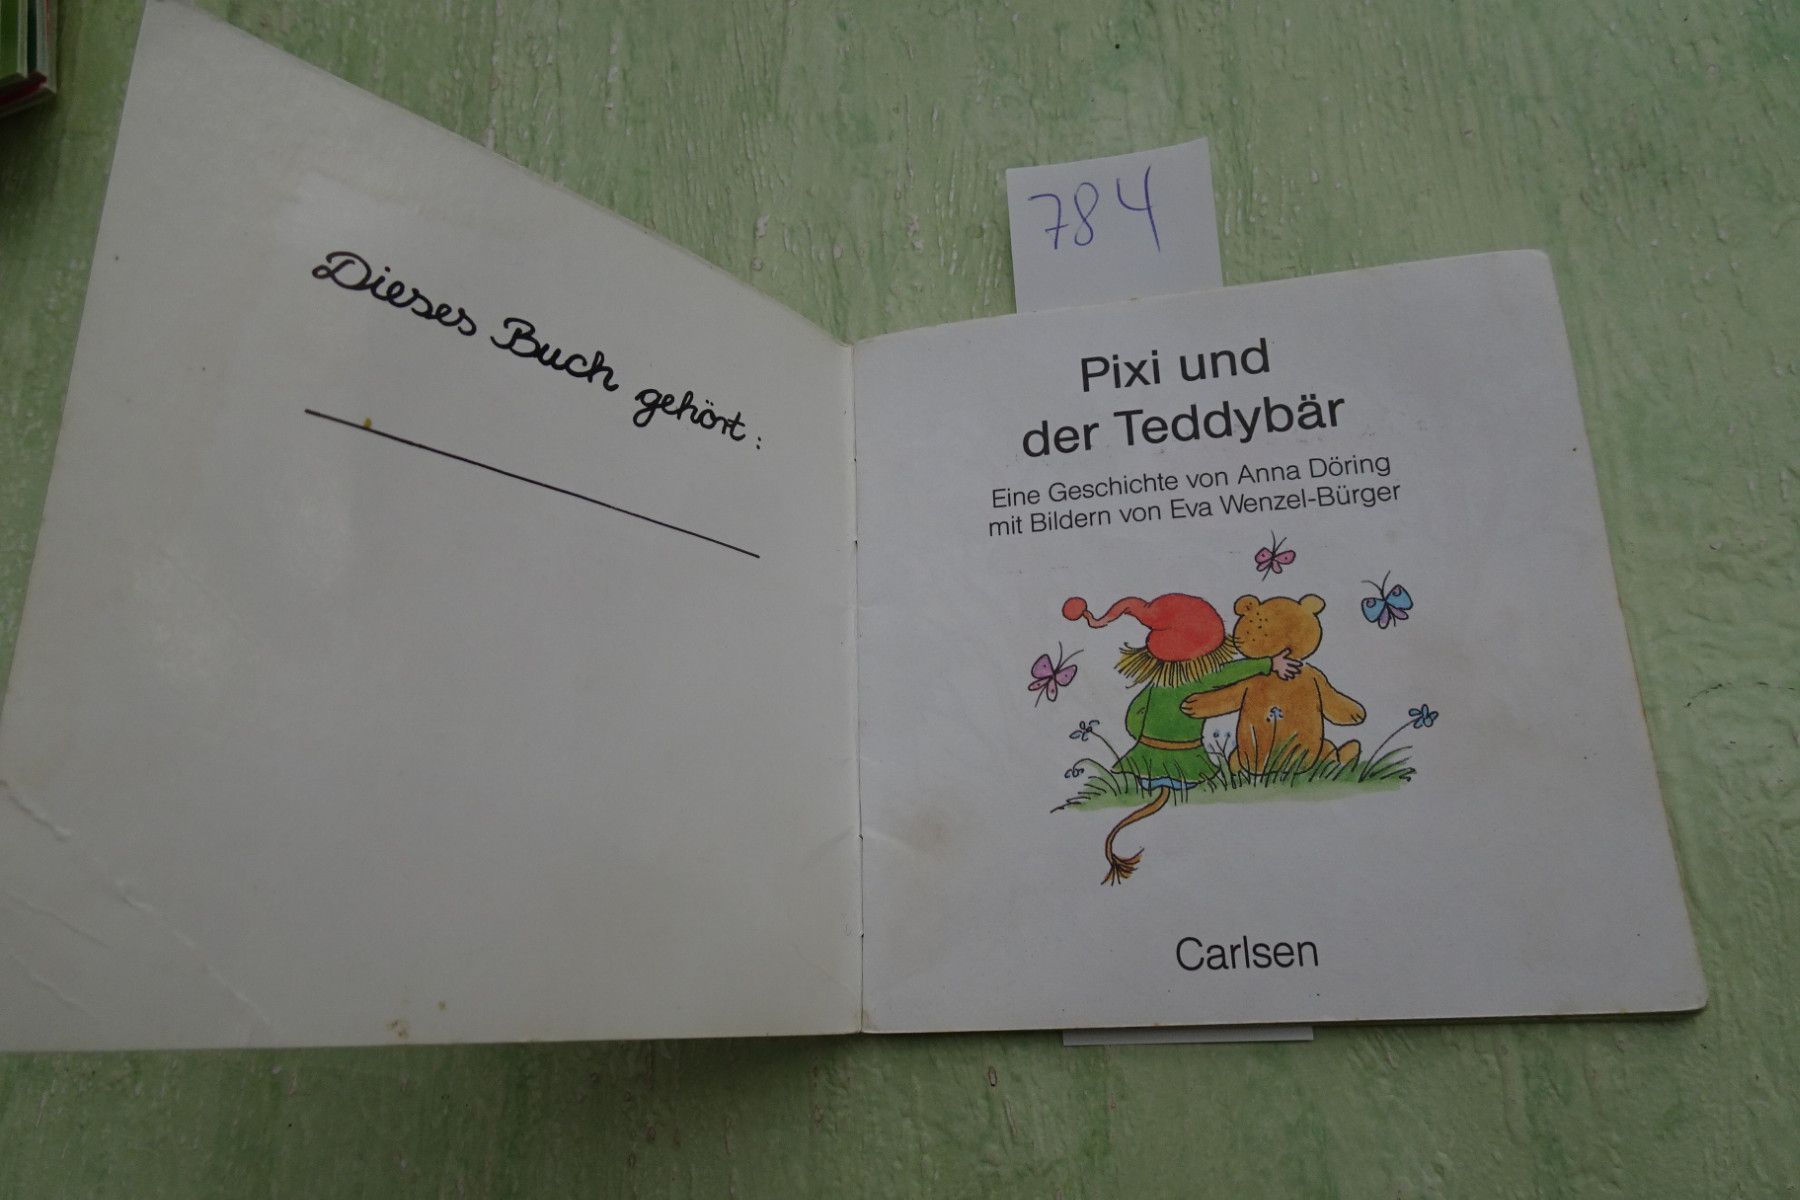 Dieses Buch gehört:
784
Pixi und
der Teddybär
Eine Geschichte von Anna Döring
mit Bildern von Eva Wenzel-Bürger
Carlsen